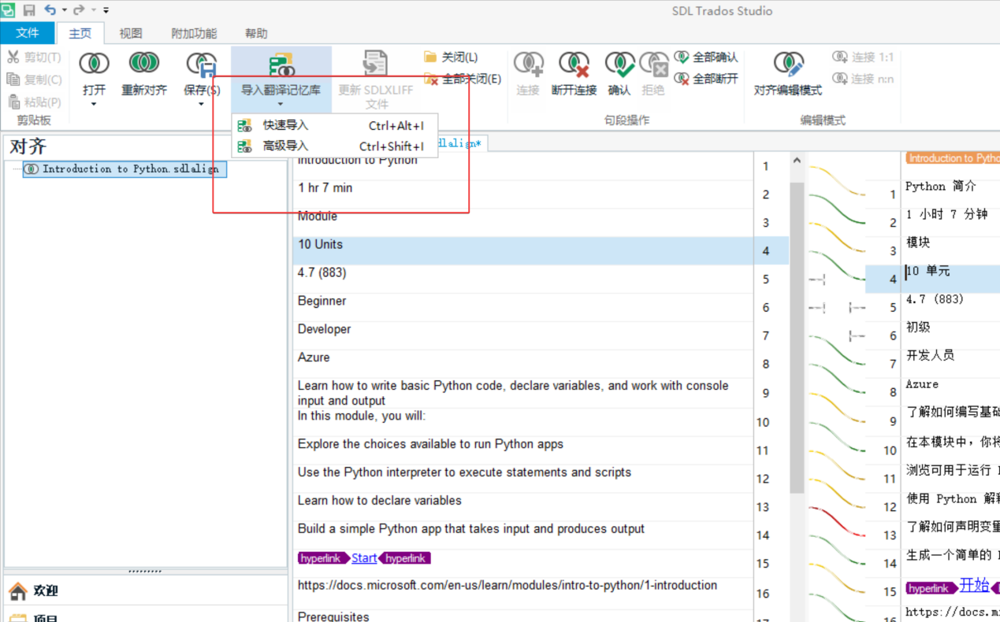 SDL Trados Studio
文件 主页 视图 附加功能 帮助
剪切(T)
复制(C)
粘贴(P)
剪贴板
打开
重新对齐
保存(S)
导入翻译记忆库
更新 SDLXLIFF
文件
关闭(L)
全部关闭(E)
连接
断开连接
确认
拒绝
全部确认
全部断开
句段操作
对齐编辑模式
连接 1:1
连接 n:n
编辑模式
快速导入 Ctrl+Alt+I
高级导入 Ctrl+Shift+I
对齐
Introduction to Python.sdlalign
欢迎
项目
dlalign*
Introduction to Python
1 hr 7 min
Module
10 Units
4.7 (883)
Beginner
Developer
Azure
Learn how to write basic Python code, declare variables, and work with console
input and output
In this module, you will:
Explore the choices available to run Python apps
Use the Python interpreter to execute statements and scripts
Learn how to declare variables
Build a simple Python app that takes input and produces output
hyperlink Start hyperlink
https://docs.microsoft.com/en-us/learn/modules/intro-to-python/1-introduction
Prerequisites
1
2
3
4
5
6
7
8
9
10
11
12
13
14
15
16
17
Introduction to Pytho
1 Python 简介
2 1 小时 7 分钟
3 模块
4 10 单元
5 4.7 (883)
6 初级
7 开发人员
8 Azure
9 了解如何编写基础
10 在本模块中，你将
11 浏览可用于运行
12 使用 Python 解释
13 了解如何声明变量
14 生成一个简单的
15 hyperlink 开始
16 https://docs.mi